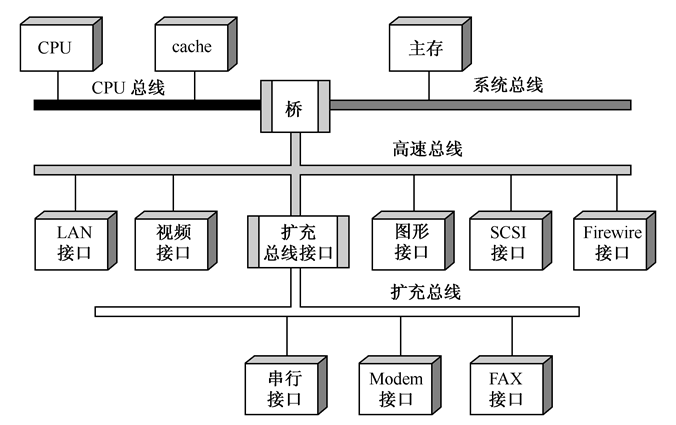 CPU
cache
主存
CPU 总线
桥
系统总线
高速总线
LAN
接口
视频
接口
扩充
总线接口
图形
接口
SCSI
接口
Firewire
接口
扩充总线
串行
接口
Modem
接口
FAX
接口